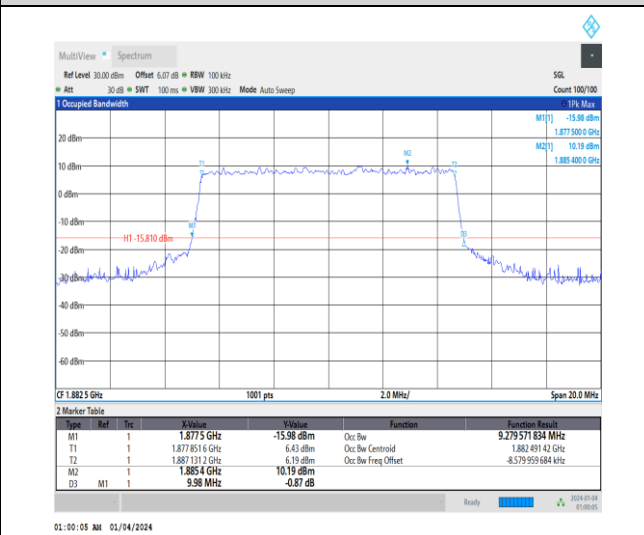 MultiView Spectrum
Ref Level 30.00 dBm Offset 6.07 dB RBW 100 kHz SGL
Att 30 dB SWT 100 ms VBW 300 kHz Mode Auto Sweep Count 100/100
1 Occupied Bandwidth 1Pk Max
M1[1] -15.98 dBm
1.877 500 0 GHz
M2[1] 10.19 dBm
1.885 400 0 GHz
20 dBm
M2
T1 T2
10 dBm
0 dBm
-10 dBm
M1
D3
H1 -15.810 dBm
-20 dBm
-30 dBm
-40 dBm
-50 dBm
-60 dBm
CF 1.882 5 GHz 1001 pts 2.0 MHz/ Span 20.0 MHz
2 Marker Table
Type Ref Trc X-Value Y-Value Function Function Result
M1 1 1.877 5 GHz -15.98 dBm Occ Bw 9.279 571 834 MHz
T1 1 1.877 851 6 GHz 6.43 dBm Occ Bw Centroid 1.882 491 42 GHz
T2 1 1.887 131 2 GHz 6.19 dBm Occ Bw Freq Offset -8.579 959 684 kHz
M2 1 1.885 4 GHz 10.19 dBm
D3 M1 1 9.98 MHz -0.87 dB
Ready 2024-01-04
01:00:05
01:00:05 AM 01/04/2024